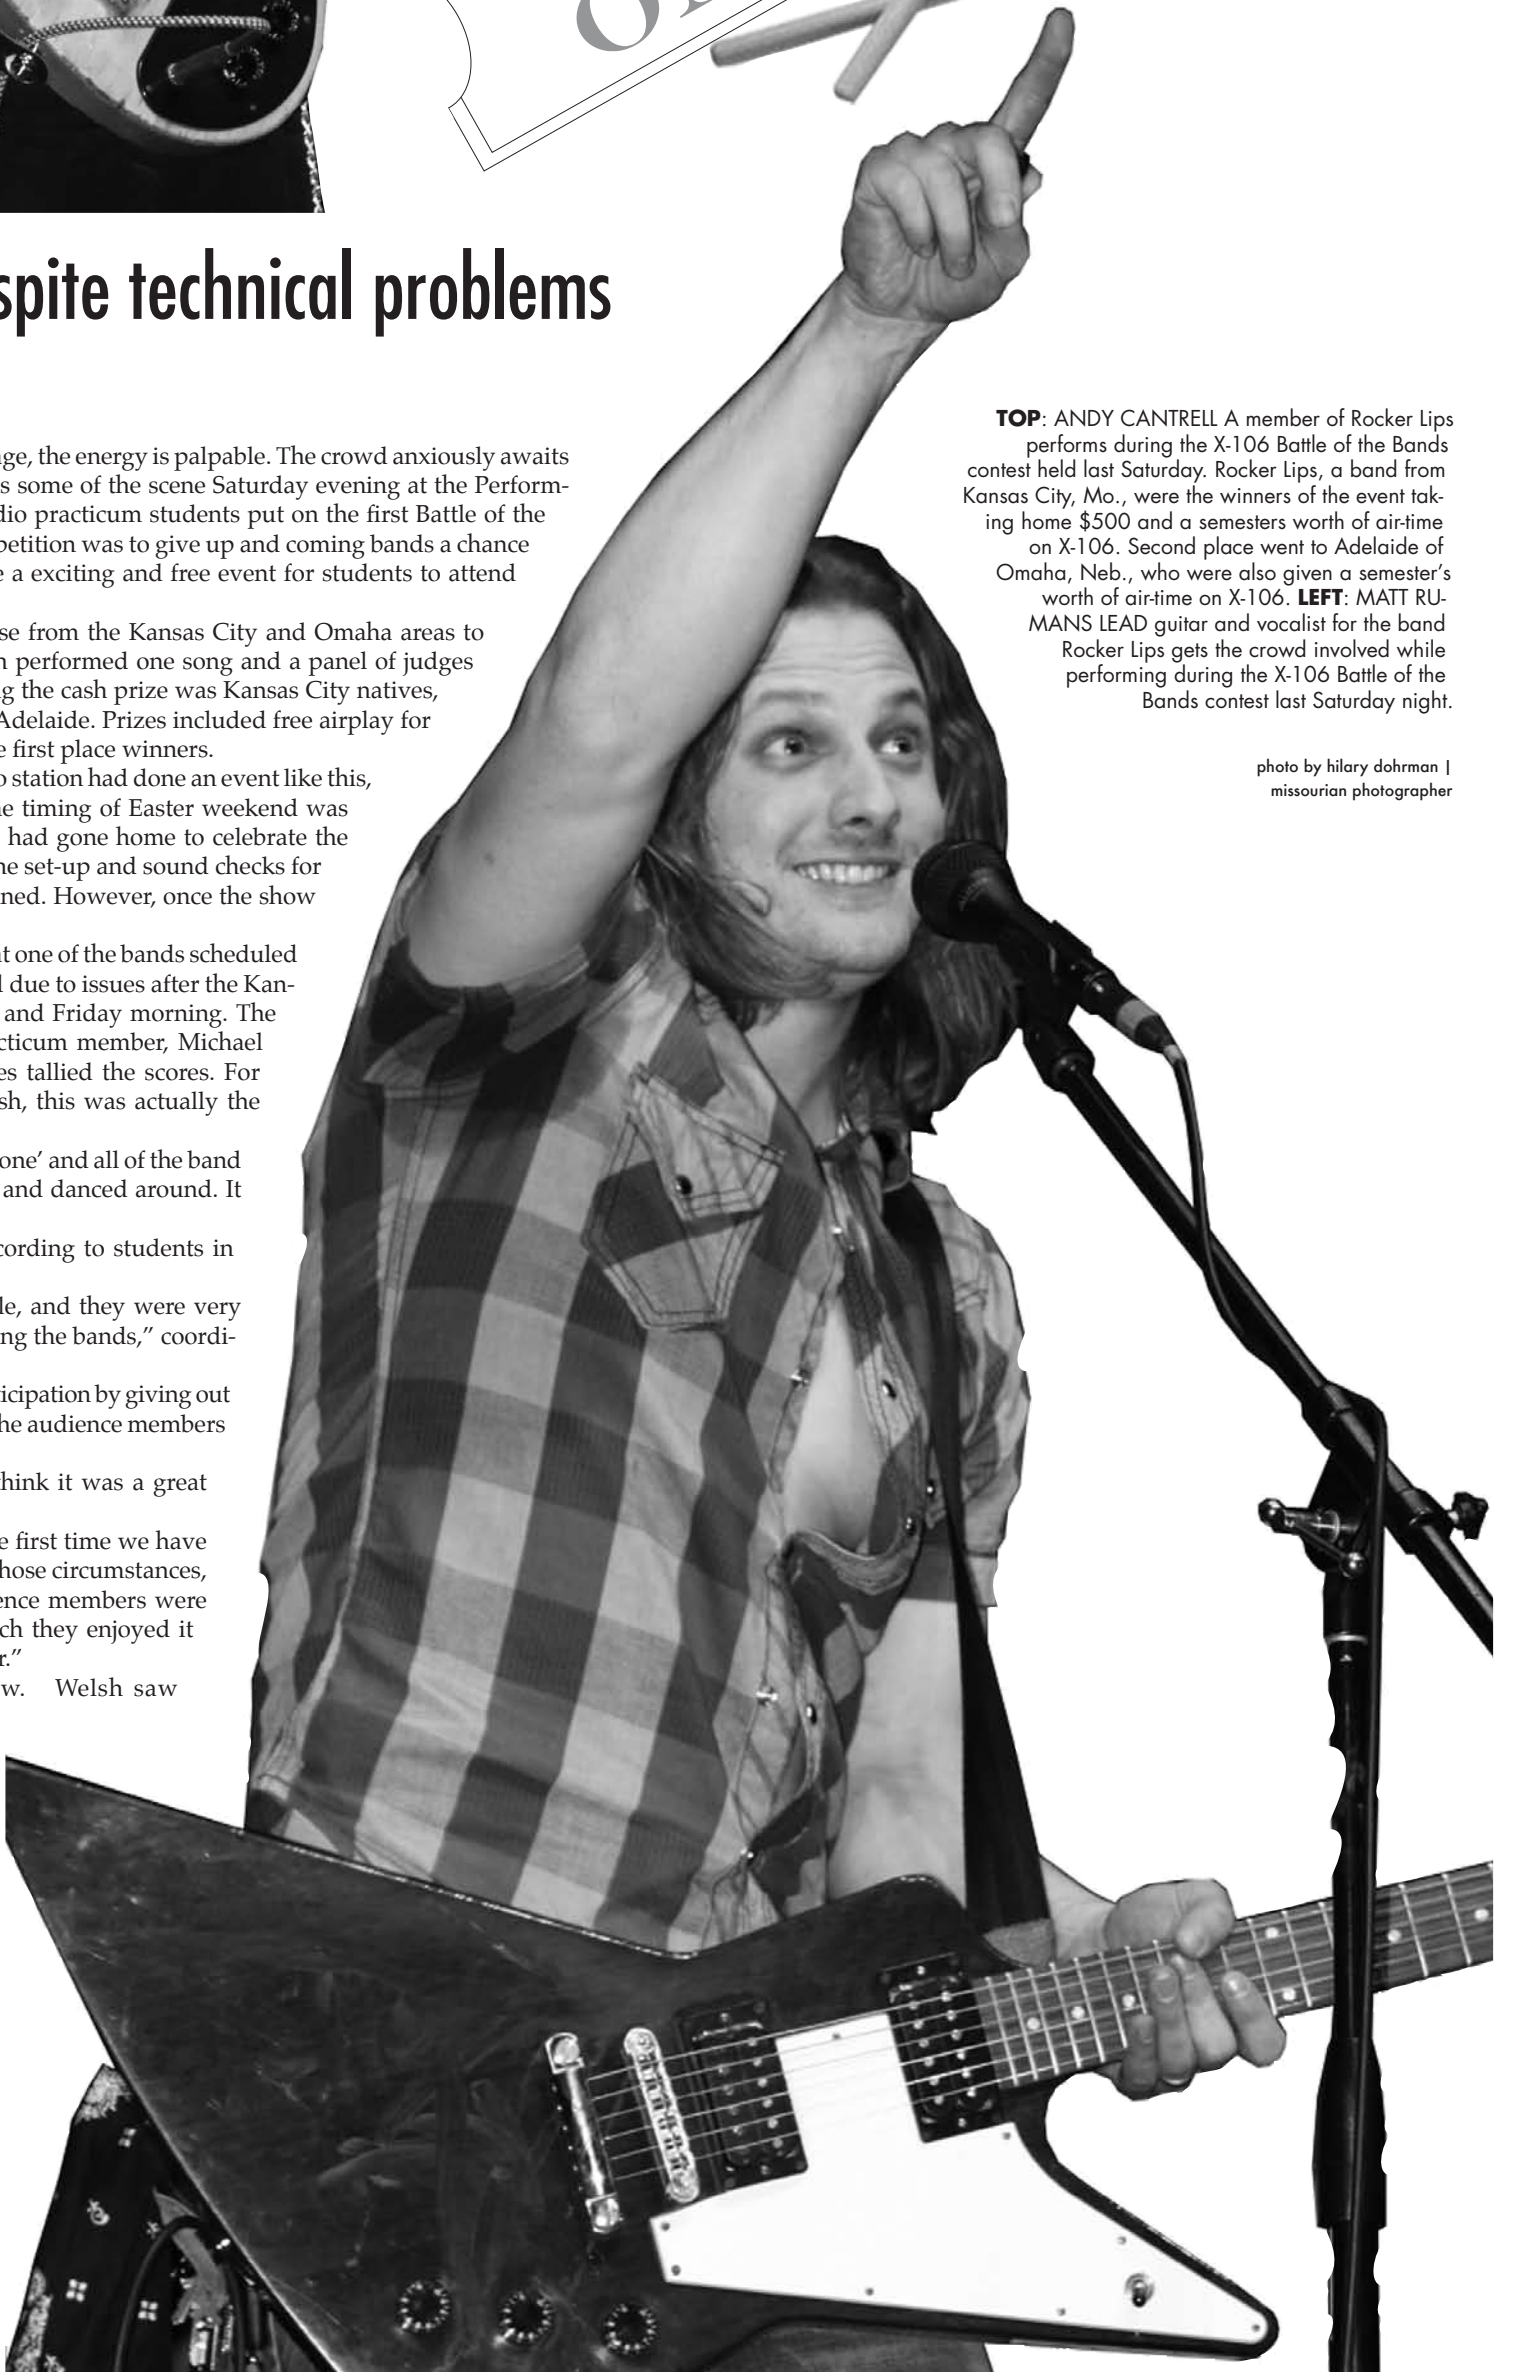 spite technical problems
ge, the energy is palpable. The crowd anxiously awaits
s some of the scene Saturday evening at the Perform-
dio practicum students put on the first Battle of the
petition was to give up and coming bands a chance
e a exciting and free event for students to attend
se from the Kansas City and Omaha areas to
performed one song and a panel of judges
g the cash prize was Kansas City natives,
Adelaide. Prizes included free airplay for
e first place winners.
o station had done an event like this,
e timing of Easter weekend was
had gone home to celebrate the
he set-up and sound checks for
ned. However, once the show
t one of the bands scheduled
due to issues after the Kan-
and Friday morning. The
cticum member, Michael
es tallied the scores. For
sh, this was actually the
one’ and all of the band
and danced around. It
cording to students in
le, and they were very
ng the bands,” coordi-
icipation by giving out
he audience members
think it was a great
e first time we have
hose circumstances,
ence members were
ch they enjoyed it
r.”
w. Welsh saw
TOP: ANDY CANTRELL A member of Rocker Lips
performs during the X-106 Battle of the Bands
contest held last Saturday. Rocker Lips, a band from
Kansas City, Mo., were the winners of the event tak-
ing home $500 and a semesters worth of air-time
on X-106. Second place went to Adelaide of
Omaha, Neb., who were also given a semester’s
worth of air-time on X-106. LEFT: MATT RU-
MANS LEAD guitar and vocalist for the band
Rocker Lips gets the crowd involved while
performing during the X-106 Battle of the
Bands contest last Saturday night.
photo by hilary dohrman |
missourian photographer